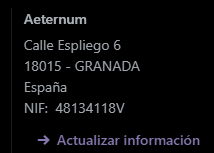 Aeternum
Calle Espliego 6
18015 - GRANADA
España
NIF: 48134118V
→ Actualizar información